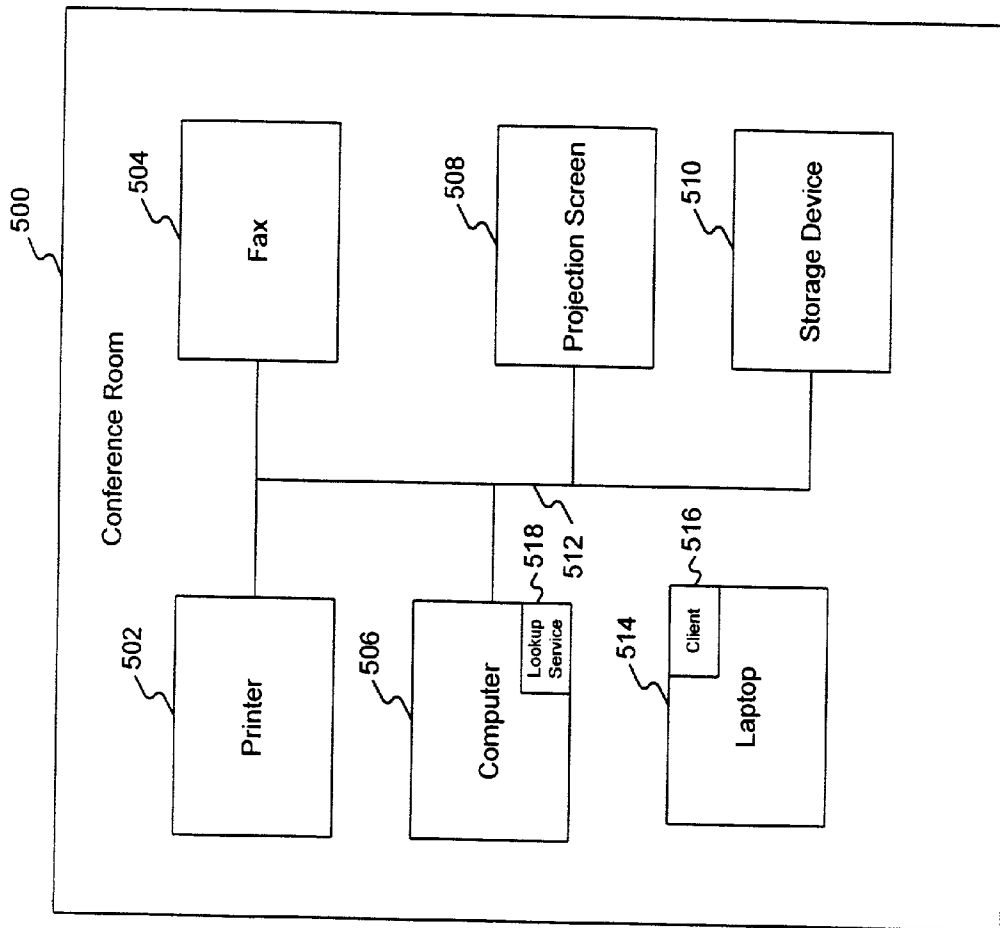 500
Conference Room
502
Printer
504
Fax
506
Computer
Lookup
Service
518
512
508
Projection Screen
514
Laptop
Client
516
510
Storage Device